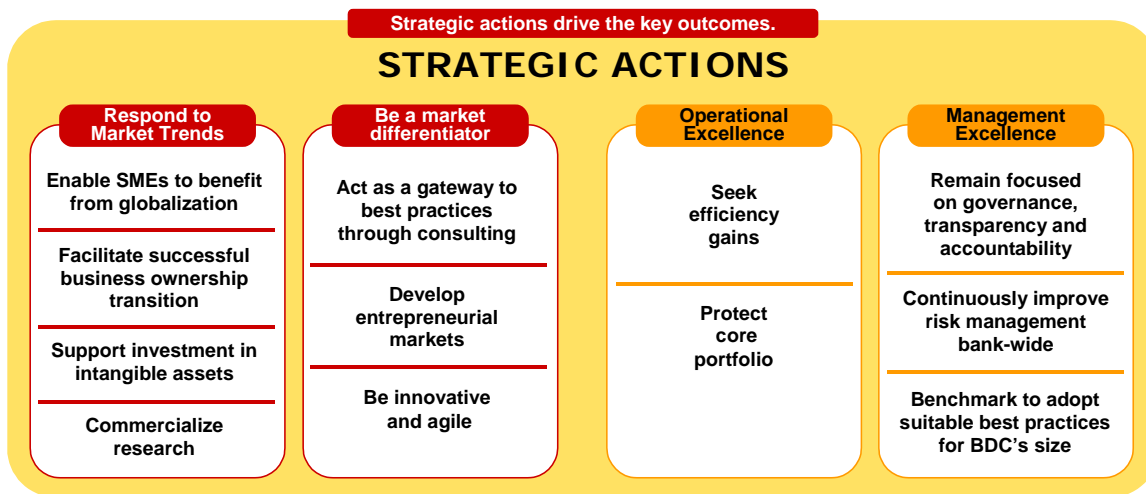 Strategic actions drive the key outcomes.
STRATEGIC ACTIONS
Respond to
Market Trends
Enable SMEs to benefit
from globalization
Facilitate successful
business ownership
transition
Support investment in
intangible assets
Commercialize
research
Be a market
differentiator
Act as a gateway to
best practices
through consulting
Develop
entrepreneurial
markets
Be innovative
and agile
Operational
Excellence
Seek
efficiency
gains
Protect
core
portfolio
Management
Excellence
Remain focused
on governance,
transparency and
accountability
Continuously improve
risk management
bank-wide
Benchmark to adopt
suitable best practices
for BDC's size